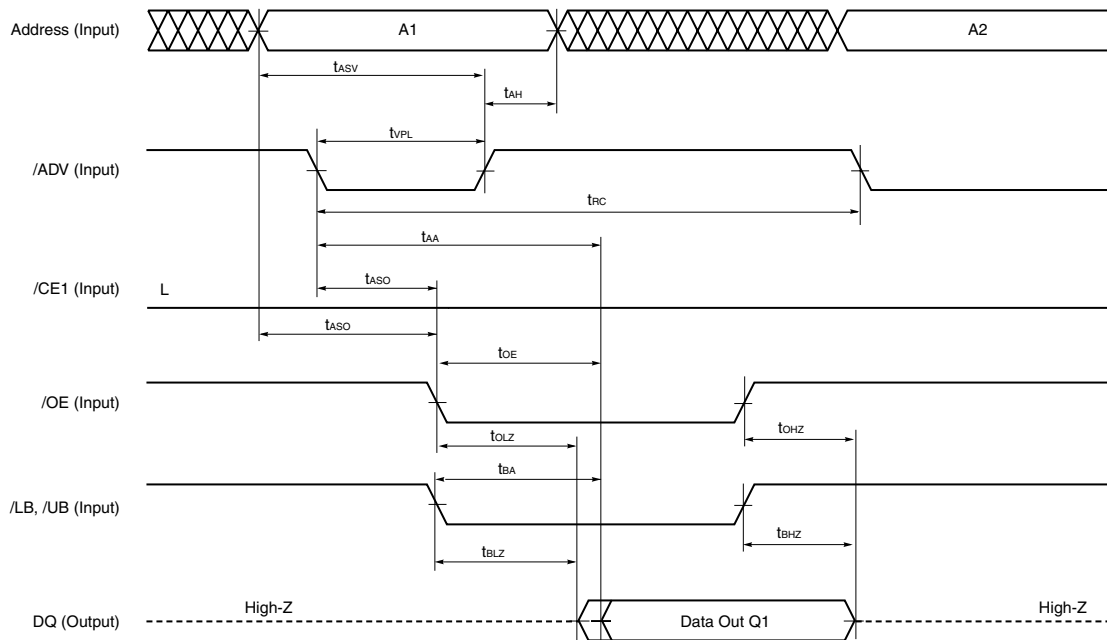 Address (Input) A1 A2
tASV
tAH
tVPL
/ADV (Input)
tRC
tAA
tASO
/CE1 (Input) L
tASO
tOE
/OE (Input)
tOLZ tOHZ
tBA
/LB, /UB (Input)
tBLZ tBHZ
High-Z High-Z
DQ (Output) Data Out Q1